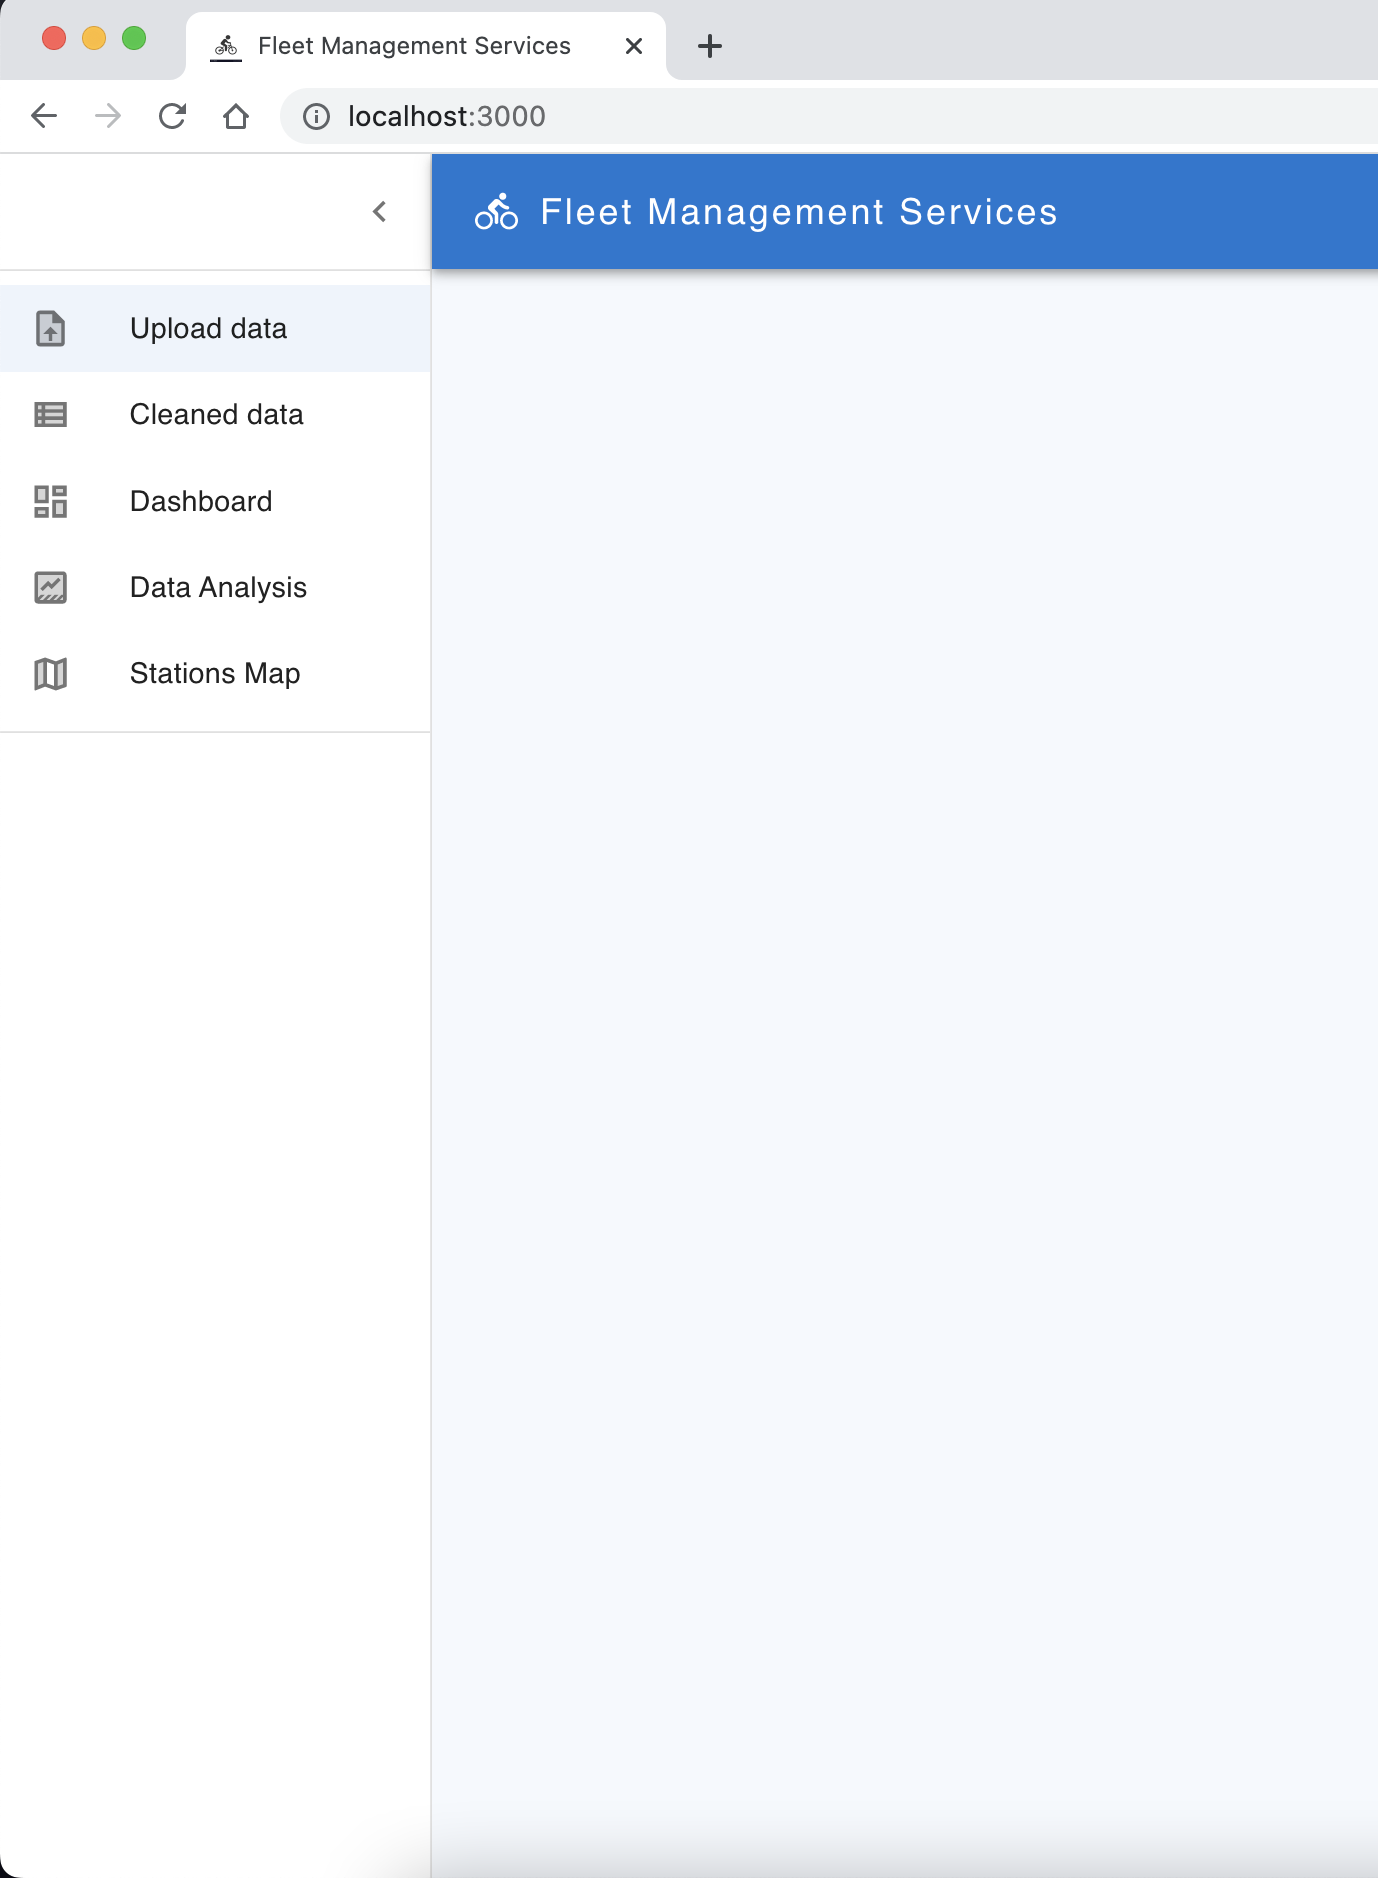 Fleet Management Services
localhost:3000
Fleet Management Services
Upload data
Cleaned data
Dashboard
Data Analysis
Stations Map